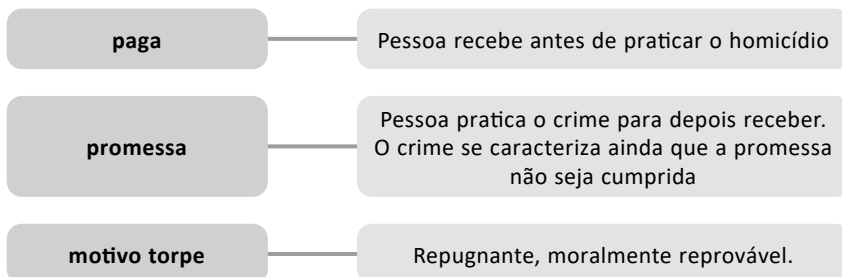 paga
Pessoa recebe antes de praticar o homicídio
promessa
Pessoa pratica o crime para depois receber.
O crime se caracteriza ainda que a promessa
não seja cumprida
motivo torpe
Repugnante, moralmente reprovável.